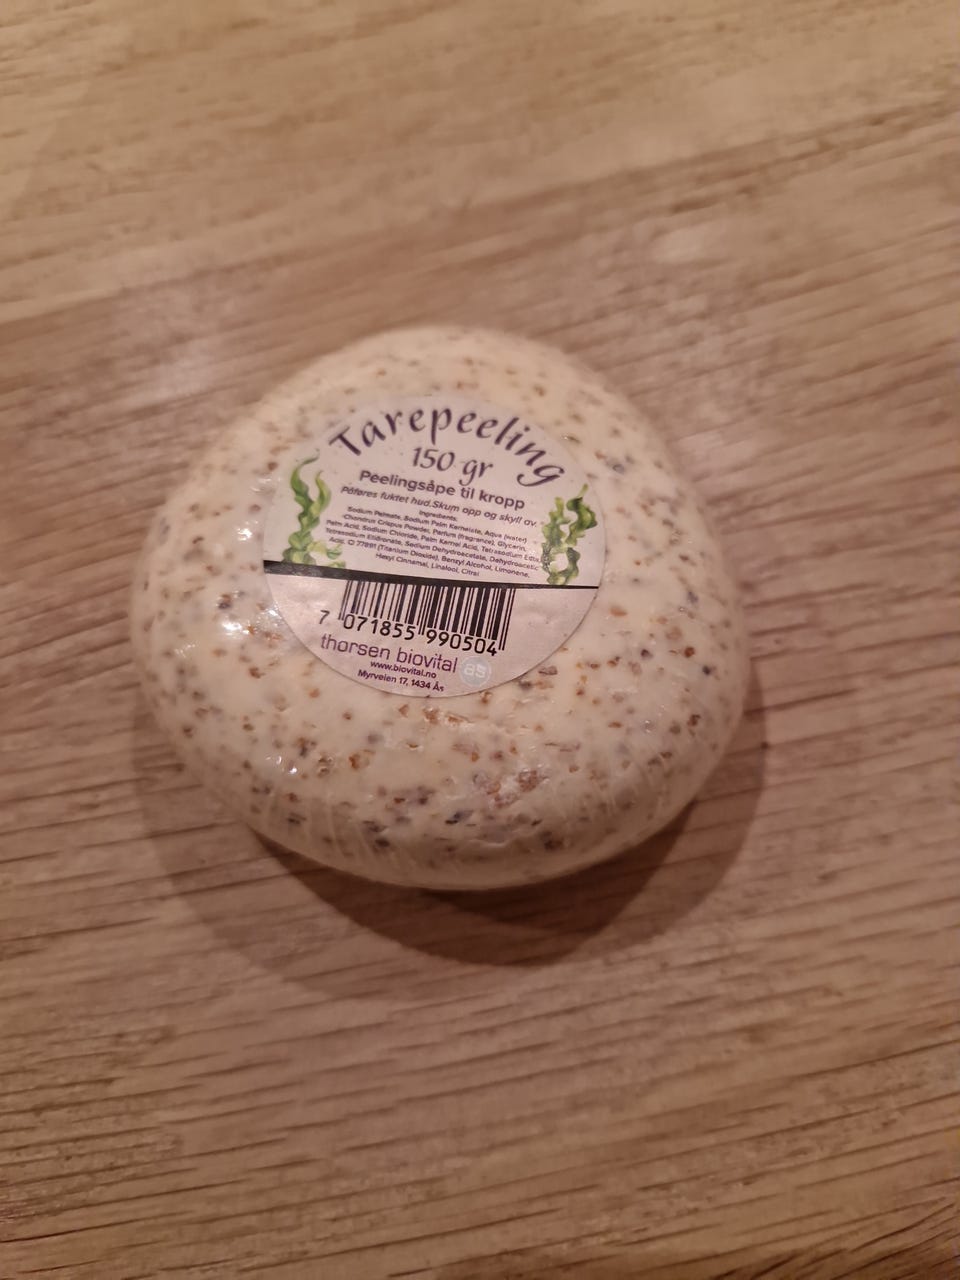 Tarepeeling
150 gr
Peelingsåpe til kropp
Påføres fuktet hud. Skum opp og skyll av.
Ingredients:
Sodium Palmate, Sodium Palm Kernelate, Aqua (water)
Chondrus Crispus Powder, Parfum (fragrance), Glycerin,
Palm Acid, Sodium Chloride, Palm Kernel Acid, Tetrasodium
Tetrasodium Etidronate, Sodium Dehydroacetate, Dehydroacetic
Acid, CI 77891 (Titanium Dioxide), Benzyl Alcohol, Limonene,
Hexyl Cinnamal, Linalool, Citral
7 071855 990504
thorsen biovital as
www.biovital.no
Myrveien 17, 1434 Ås